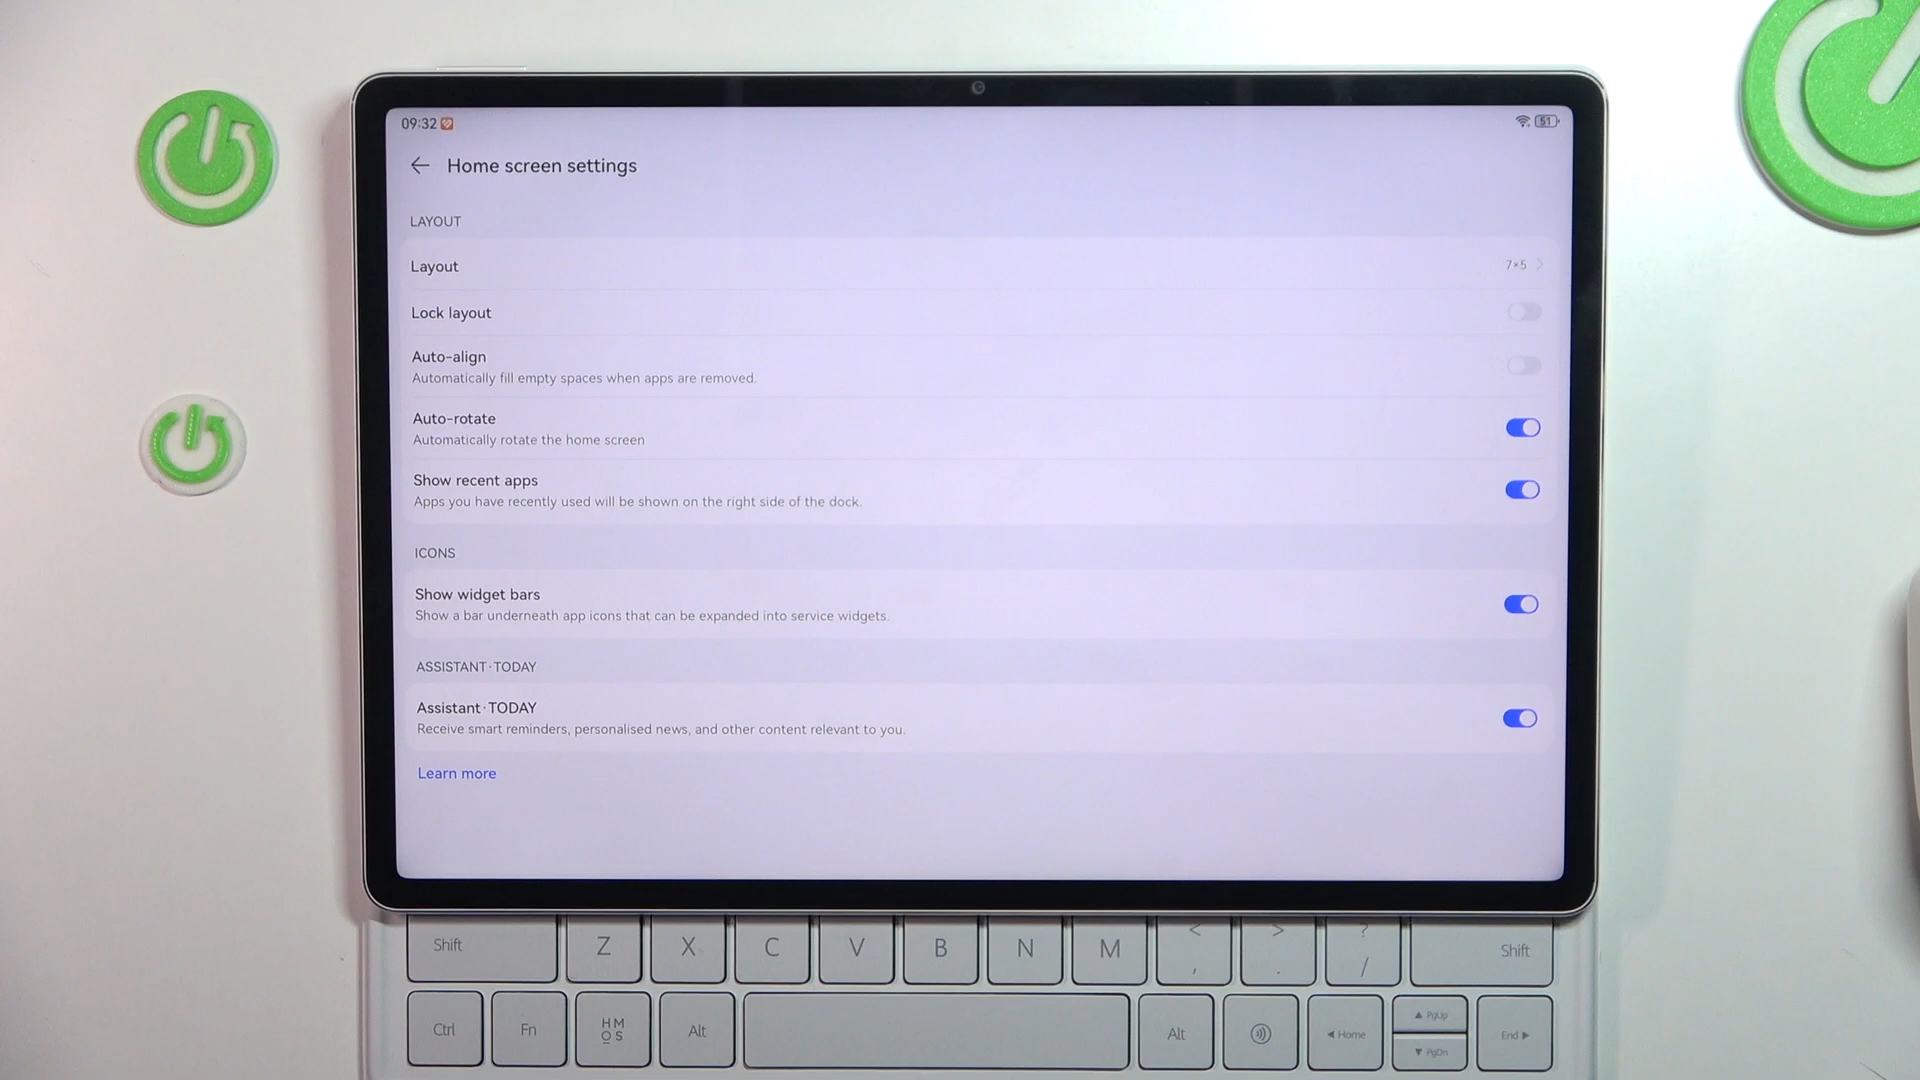 09:32
51
Home screen settings
LAYOUT
Layout
7×5
Lock layout
Auto-align
Automatically fill empty spaces when apps are removed.
Auto-rotate
Automatically rotate the home screen
Show recent apps
Apps you have recently used will be shown on the right side of the dock.
ICONS
Show widget bars
Show a bar underneath app icons that can be expanded into service widgets.
ASSISTANT·TODAY
Assistant·TODAY
Receive smart reminders, personalised news, and other content relevant to you.
Learn more
Shift Z X C V B N M < , > . ? / Shift
Ctrl Fn HMOS Alt Alt ◀ Home ▲ PgUp ▼ PgDn End ▶